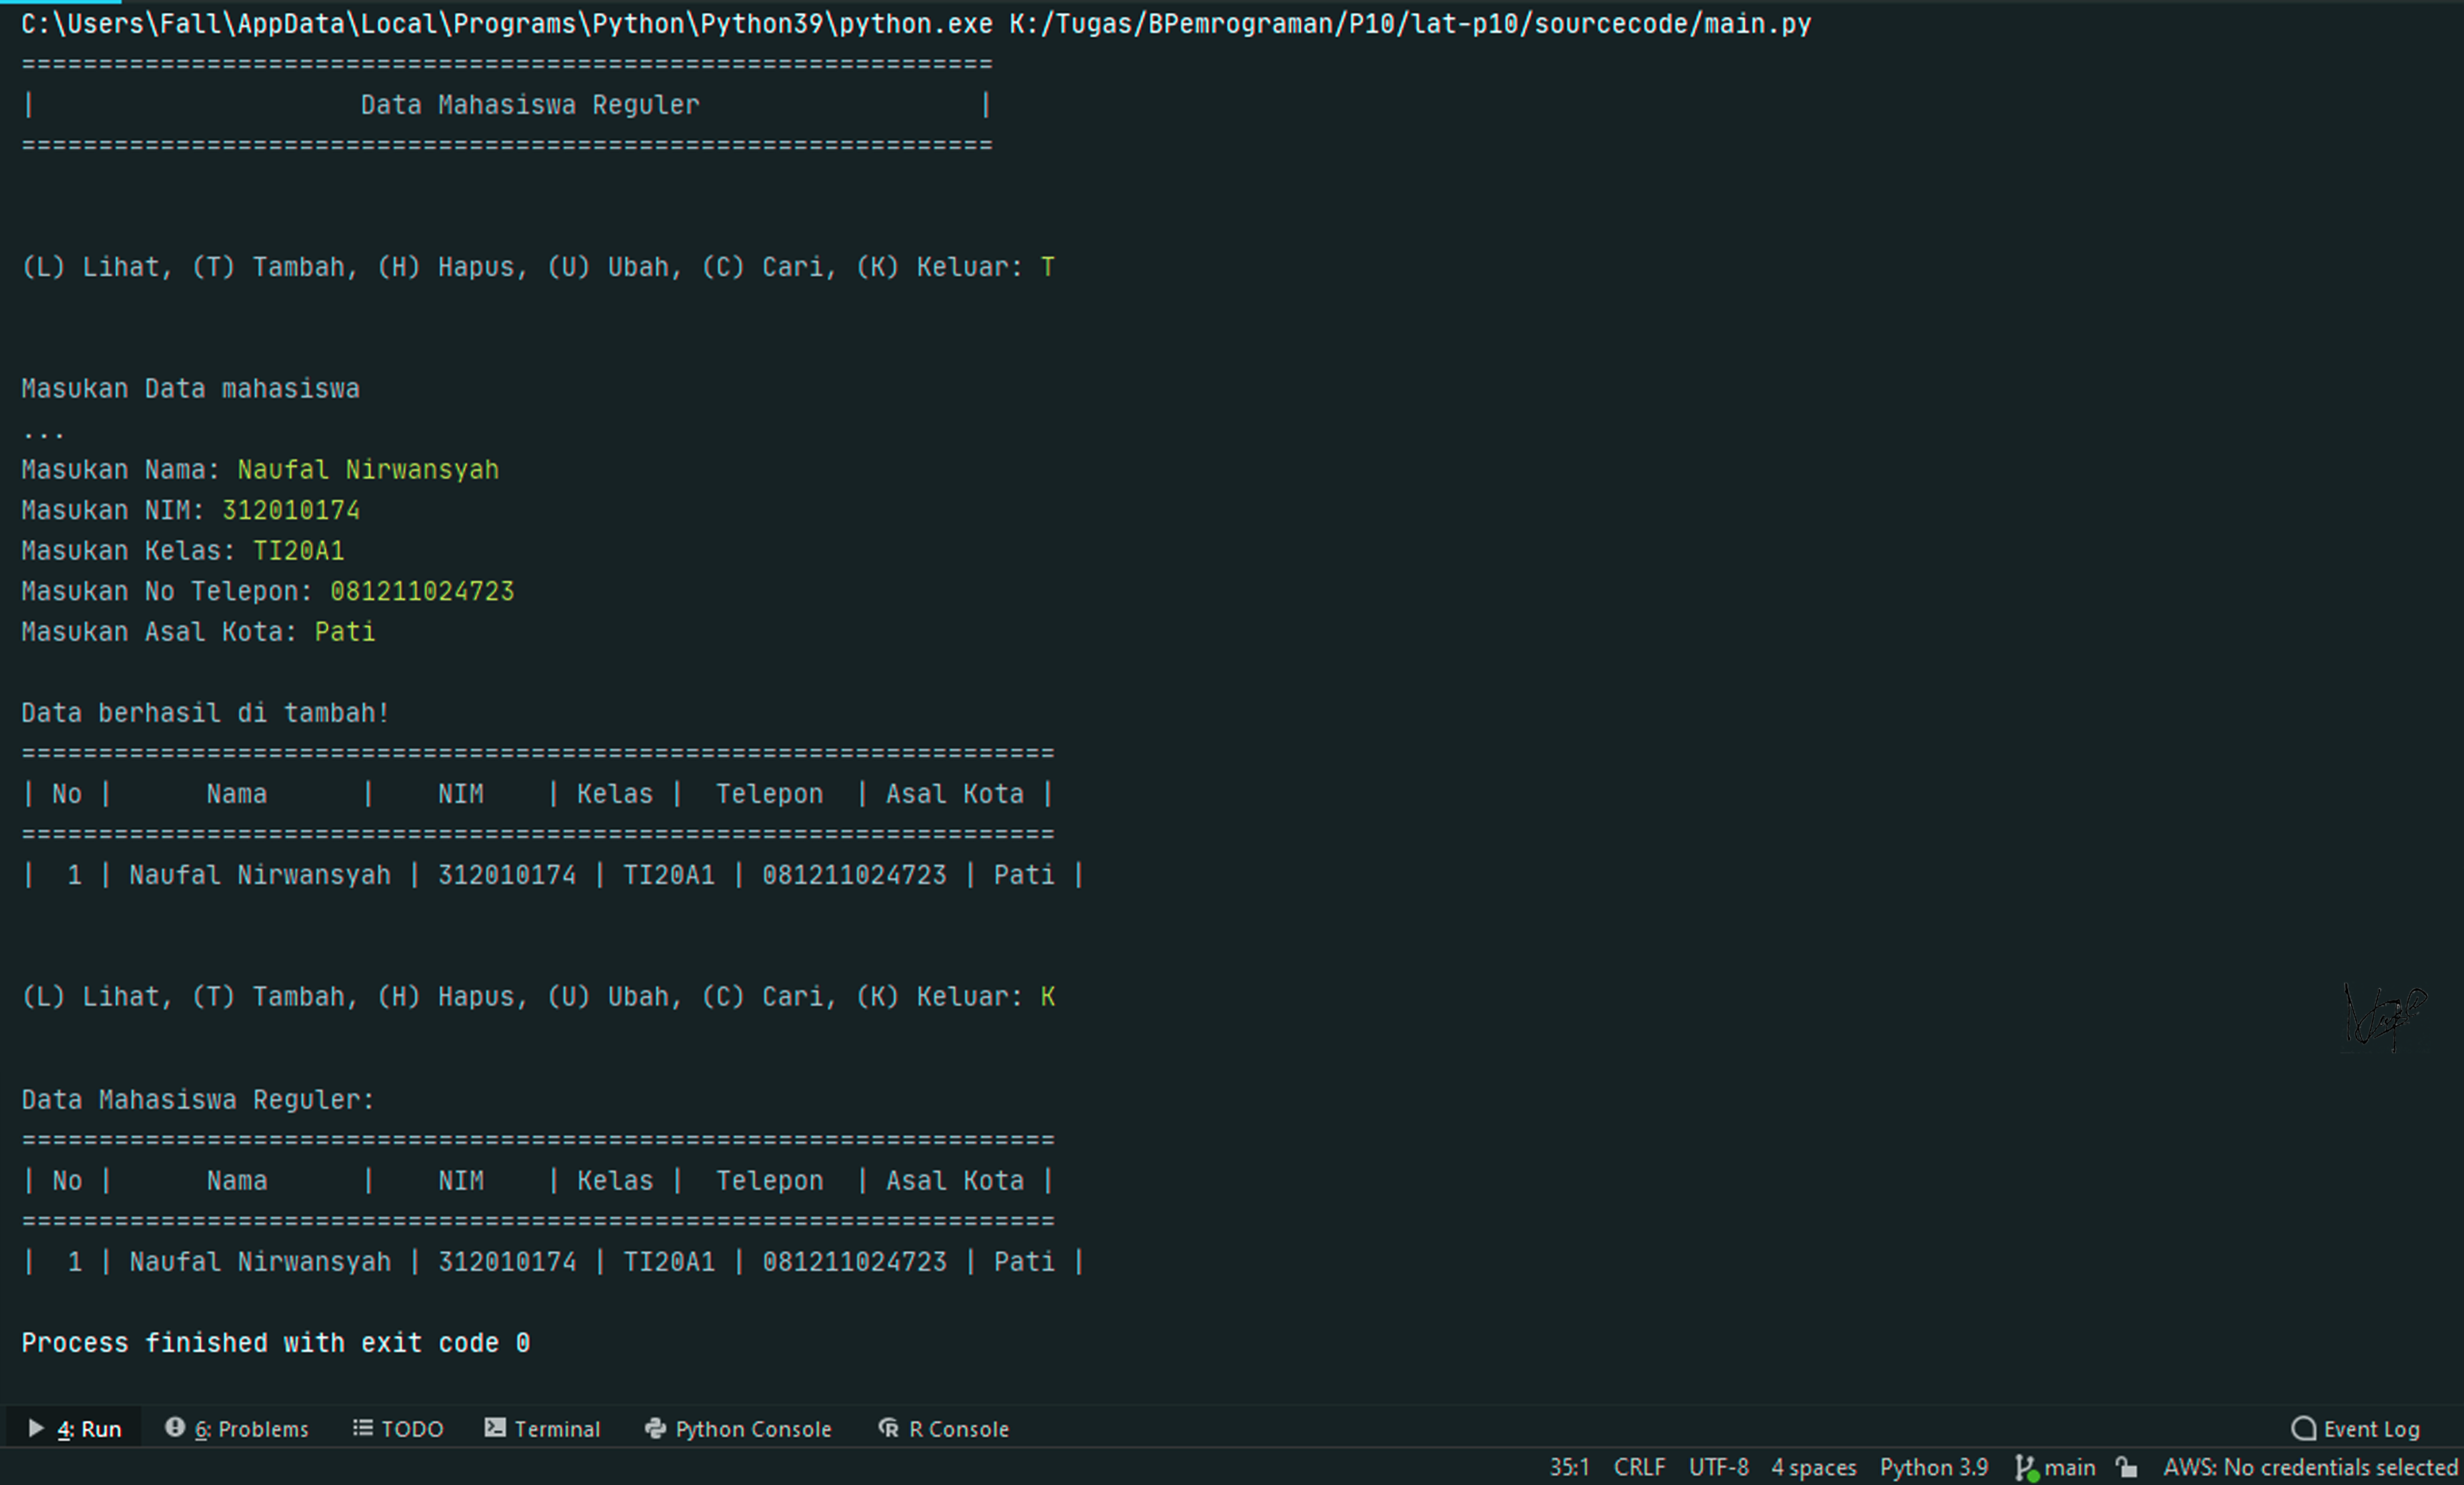 C:\Users\Fall\AppData\Local\Programs\Python\Python39\python.exe K:/Tugas/BPemrograman/P10/lat-p10/sourcecode/main.py
===============================================================
|                     Data Mahasiswa Reguler                  |
===============================================================
(L) Lihat, (T) Tambah, (H) Hapus, (U) Ubah, (C) Cari, (K) Keluar: T
Masukan Data mahasiswa
...
Masukan Nama: Naufal Nirwansyah
Masukan NIM: 312010174
Masukan Kelas: TI20A1
Masukan No Telepon: 081211024723
Masukan Asal Kota: Pati
Data berhasil di tambah!
===================================================================
| No |      Nama      |    NIM    | Kelas |  Telepon  | Asal Kota |
===================================================================
|  1 | Naufal Nirwansyah | 312010174 | TI20A1 | 081211024723 | Pati |
(L) Lihat, (T) Tambah, (H) Hapus, (U) Ubah, (C) Cari, (K) Keluar: K
Data Mahasiswa Reguler:
===================================================================
| No |      Nama      |    NIM    | Kelas |  Telepon  | Asal Kota |
===================================================================
|  1 | Naufal Nirwansyah | 312010174 | TI20A1 | 081211024723 | Pati |
Process finished with exit code 0
4: Run 6: Problems TODO Terminal Python Console R Console Event Log
35:1 CRLF UTF-8 4 spaces Python 3.9 main AWS: No credentials selected